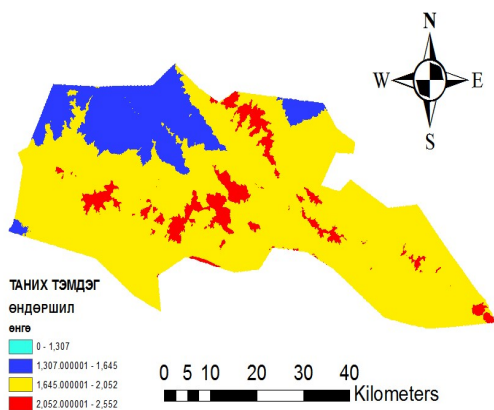 N
W E
S
ТАНИХ ТЭМДЭГ
ӨНДӨРШИЛ
өнгө
0 - 1,307
1,307.000001 - 1,645
1,645.000001 - 2,052
2,052.000001 - 2,552
0 5 10 20 30 40
Kilometers